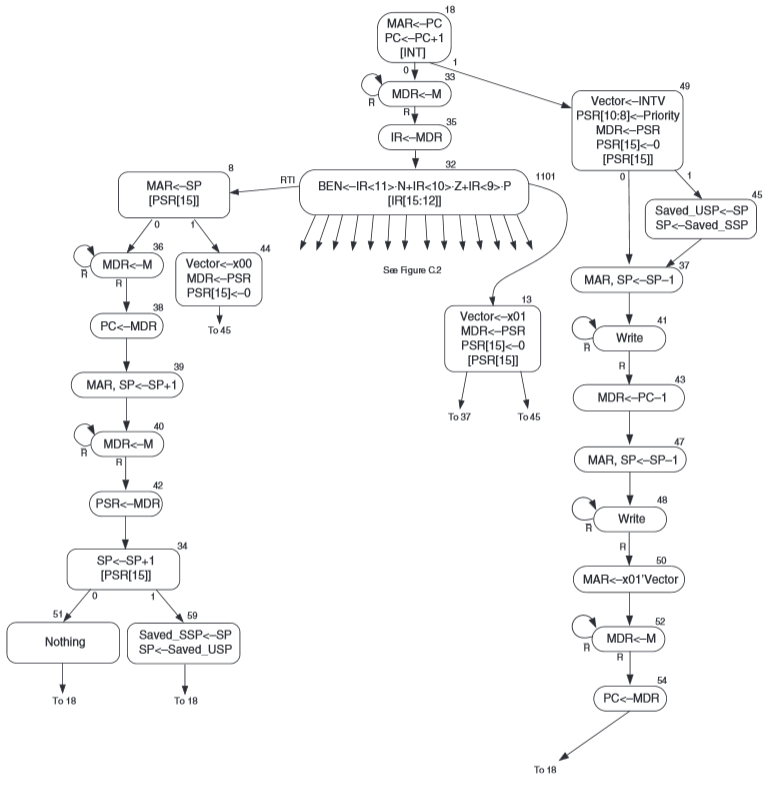 18
MAR<–PC
PC<–PC+1
[INT]
0
1
33
MDR<–M
R
R
35
IR<–MDR
32
BEN<–IR<11>·N+IR<10>·Z+IR<9>·P
[IR[15:12]]
RTI
1101
See Figure C.2
8
MAR<–SP
[PSR[15]]
0
1
36
MDR<–M
R
R
44
Vector<–x00
MDR<–PSR
PSR[15]<–0
To 45
38
PC<–MDR
39
MAR, SP<–SP+1
40
MDR<–M
R
R
42
PSR<–MDR
34
SP<–SP+1
[PSR[15]]
0
1
51
Nothing
To 18
59
Saved_SSP<–SP
SP<–Saved_USP
To 18
13
Vector<–x01
MDR<–PSR
PSR[15]<–0
[PSR[15]]
To 37
To 45
49
Vector<–INTV
PSR[10:8]<–Priority
MDR<–PSR
PSR[15]<–0
[PSR[15]]
0
1
45
Saved_USP<–SP
SP<–Saved_SSP
37
MAR, SP<–SP–1
41
Write
R
R
43
MDR<–PC–1
47
MAR, SP<–SP–1
48
Write
R
R
50
MAR<–x01'Vector
52
MDR<–M
R
R
54
PC<–MDR
To 18